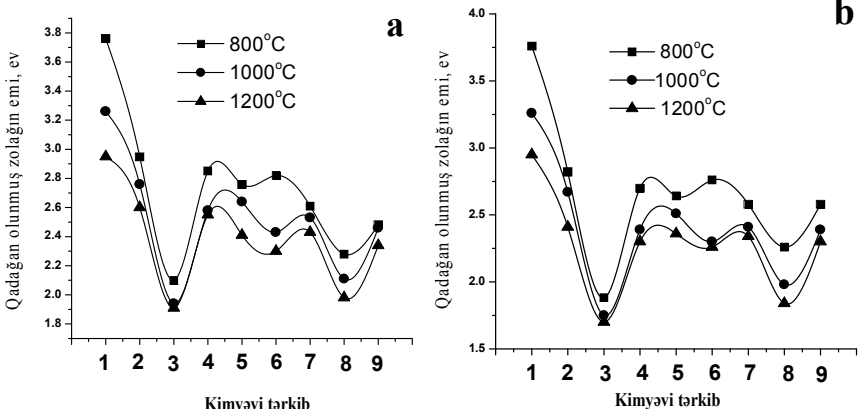 a
800°C
1000°C
1200°C
Qadağan olunmuş zolağın emi, ev
3.8
3.6
3.4
3.2
3.0
2.8
2.6
2.4
2.2
2.0
1.8
1 2 3 4 5 6 7 8 9
Kimyəvi tərkib
b
800°C
1000°C
1200°C
Qadağan olunmuş zolağın emi, ev
4.0
3.5
3.0
2.5
2.0
1.5
1 2 3 4 5 6 7 8 9
Kimyəvi tərkib